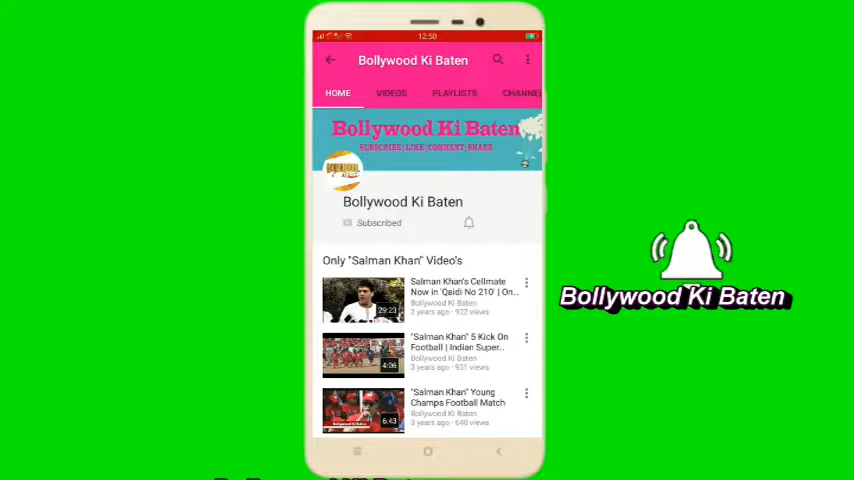 12:50
Bollywood Ki Baten
HOME VIDEOS PLAYLISTS CHANNEL
Bollywood Ki Baten
SUBSCRIBE|LIKE|COMMENT|SHARE
Bollywood Ki Baten
Subscribed
Only "Salman Khan" Video's
Salman Khan's Cellmate
Now in 'Qaidi No 210' | On...
Bollywood Ki Baten
2 years ago · 922 views
29:23
"Salman Khan" 5 Kick On
Football | Indian Super...
Bollywood Ki Baten
3 years ago · 931 views
4:06
"Salman Khan" Young
Champs Football Match
Bollywood Ki Baten
3 years ago · 640 views
6:43
Bollywood Ki Baten